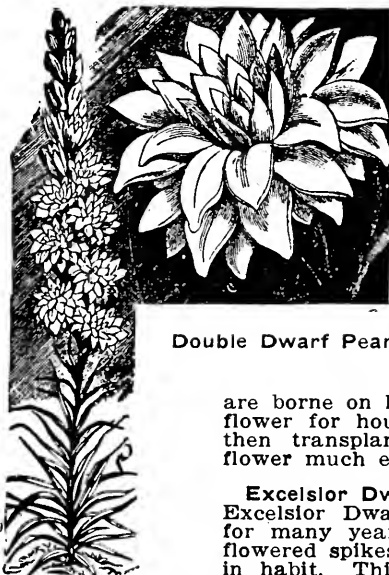 Double Dwarf Pear
are borne on
flower for hou
then transplan
flower much e
Excelsior Dw
Excelsior Dwa
for many year
flowered spikes
in habit. Thi